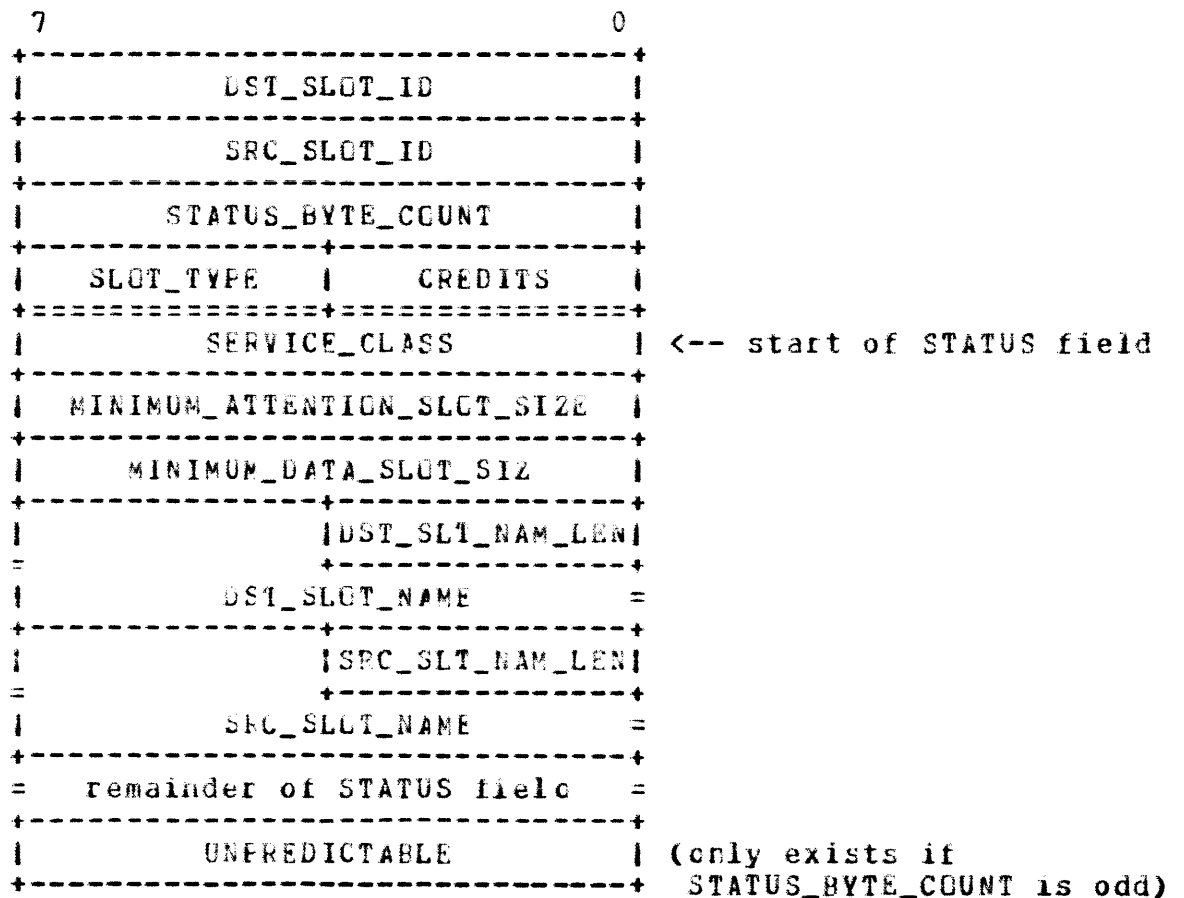 7 0
DST_SLOT_ID
SRC_SLOT_ID
STATUS_BYTE_COUNT
SLOT_TYPE | CREDITS
SERVICE_CLASS <-- start of STATUS field
MINIMUM_ATTENTION_SLOT_SIZE
MINIMUM_DATA_SLOT_SIZ
DST_SLT_NAM_LEN
DST_SLOT_NAME
SRC_SLT_NAM_LEN
SRC_SLOT_NAME
remainder of STATUS field
UNPREDICTABLE (only exists if
STATUS_BYTE_COUNT is odd)